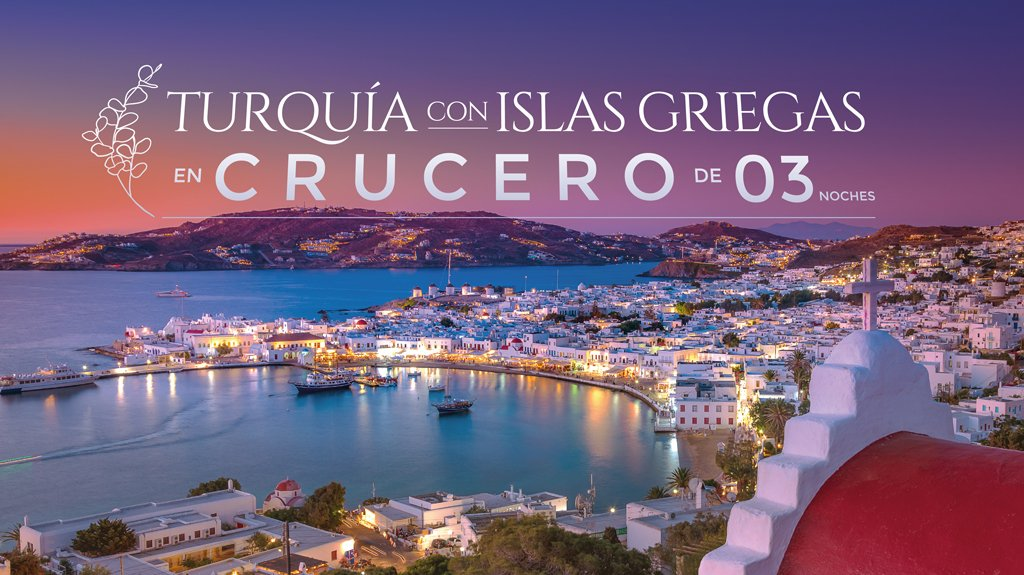 TURQUÍA CON ISLAS GRIEGAS
EN CRUCERO DE 03 NOCHES